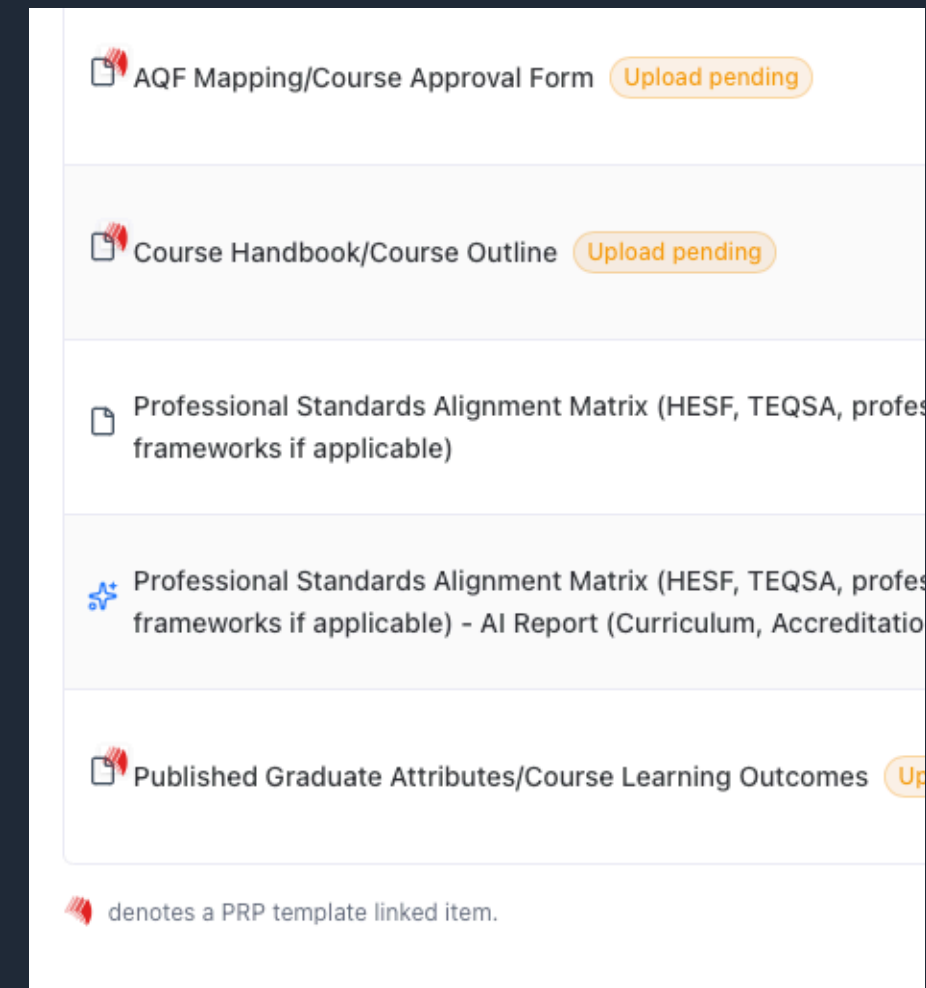 AQF Mapping/Course Approval Form Upload pending
Course Handbook/Course Outline Upload pending
Professional Standards Alignment Matrix (HESF, TEQSA, profes
frameworks if applicable)
Professional Standards Alignment Matrix (HESF, TEQSA, profes
frameworks if applicable) - AI Report (Curriculum, Accreditatio
Published Graduate Attributes/Course Learning Outcomes Up
denotes a PRP template linked item.